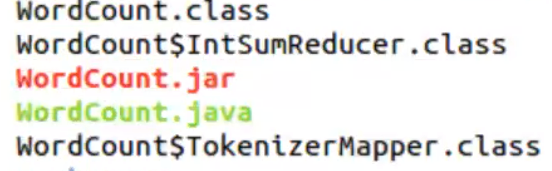 WordCount.class
WordCount$IntSumReducer.class
WordCount.jar
WordCount.java
WordCount$TokenizerMapper.class